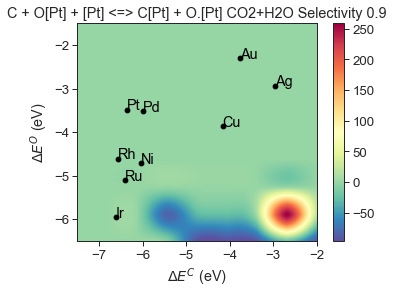 C + O[Pt] + [Pt] <=> C[Pt] + O.[Pt] CO2+H2O Selectivity 0.9
ΔE^O (eV)
−2
−3
−4
−5
−6
Au
Ag
Pt
Pd
Cu
Rh
Ni
Ru
Ir
−7
−6
−5
−4
−3
−2
ΔE^C (eV)
250
200
150
100
50
0
−50